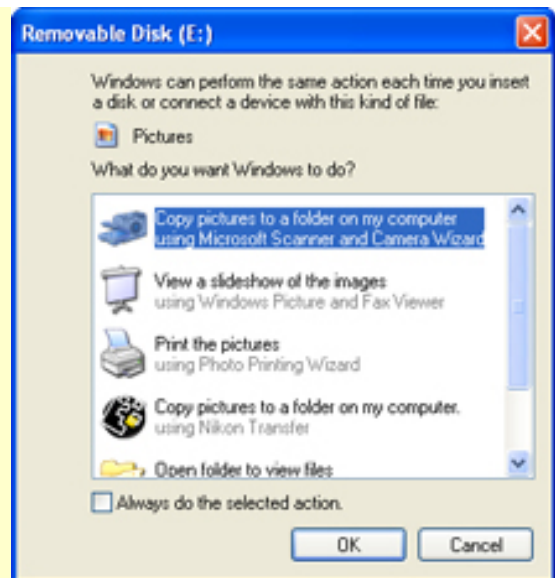 Removable Disk (E:)
Windows can perform the same action each time you insert
a disk or connect a device with this kind of file:
Pictures
What do you want Windows to do?
Copy pictures to a folder on my computer
using Microsoft Scanner and Camera Wizard
View a slideshow of the images
using Windows Picture and Fax Viewer
Print the pictures
using Photo Printing Wizard
Copy pictures to a folder on my computer.
using Nikon Transfer
Open folder to view files
Always do the selected action.
OK
Cancel